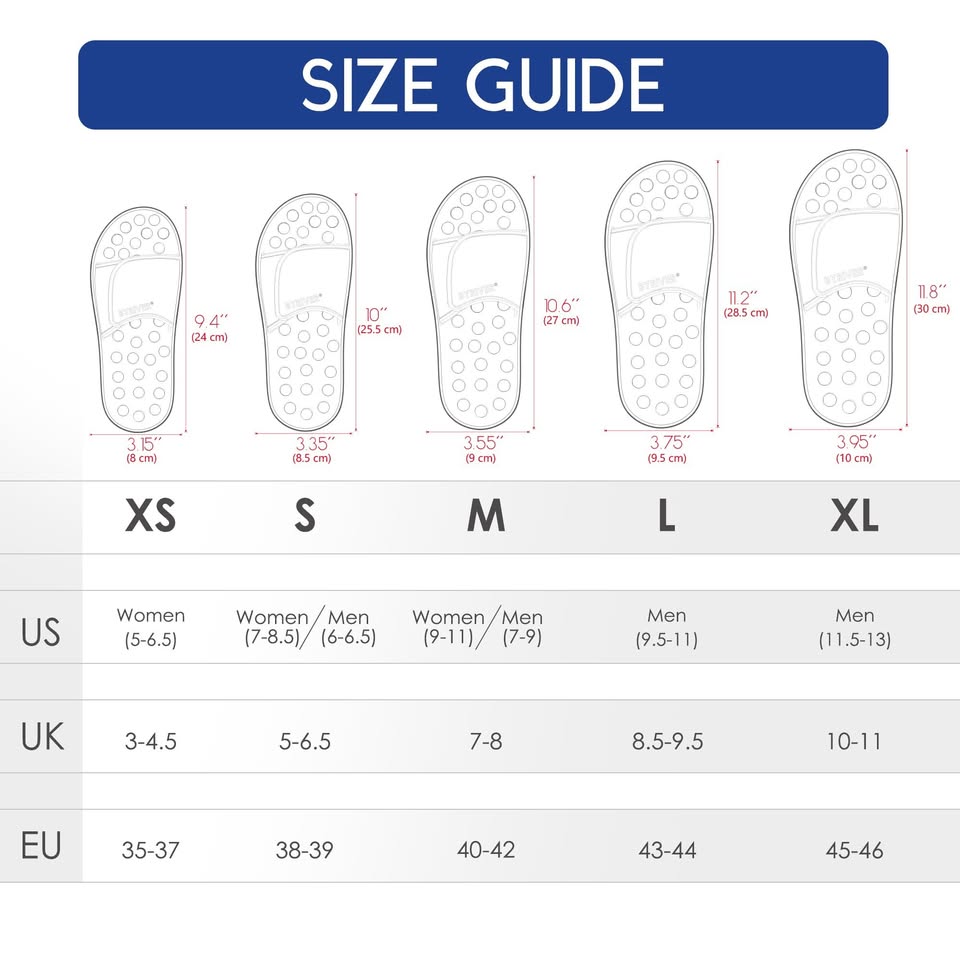 SIZE GUIDE
9.4´´
(24 cm)
10´´
(25.5 cm)
10.6´´
(27 cm)
11.2´´
(28.5 cm)
11.8´´
(30 cm)
3.15´´
(8 cm)
3.35´´
(8.5 cm)
3.55´´
(9 cm)
3.75´´
(9.5 cm)
3.95´´
(10 cm)
XS S M L XL
US
Women
(5-6.5)
Women/Men
(7-8.5)/(6-6.5)
Women/Men
(9-11)/(7-9)
Men
(9.5-11)
Men
(11.5-13)
UK 3-4.5 5-6.5 7-8 8.5-9.5 10-11
EU 35-37 38-39 40-42 43-44 45-46